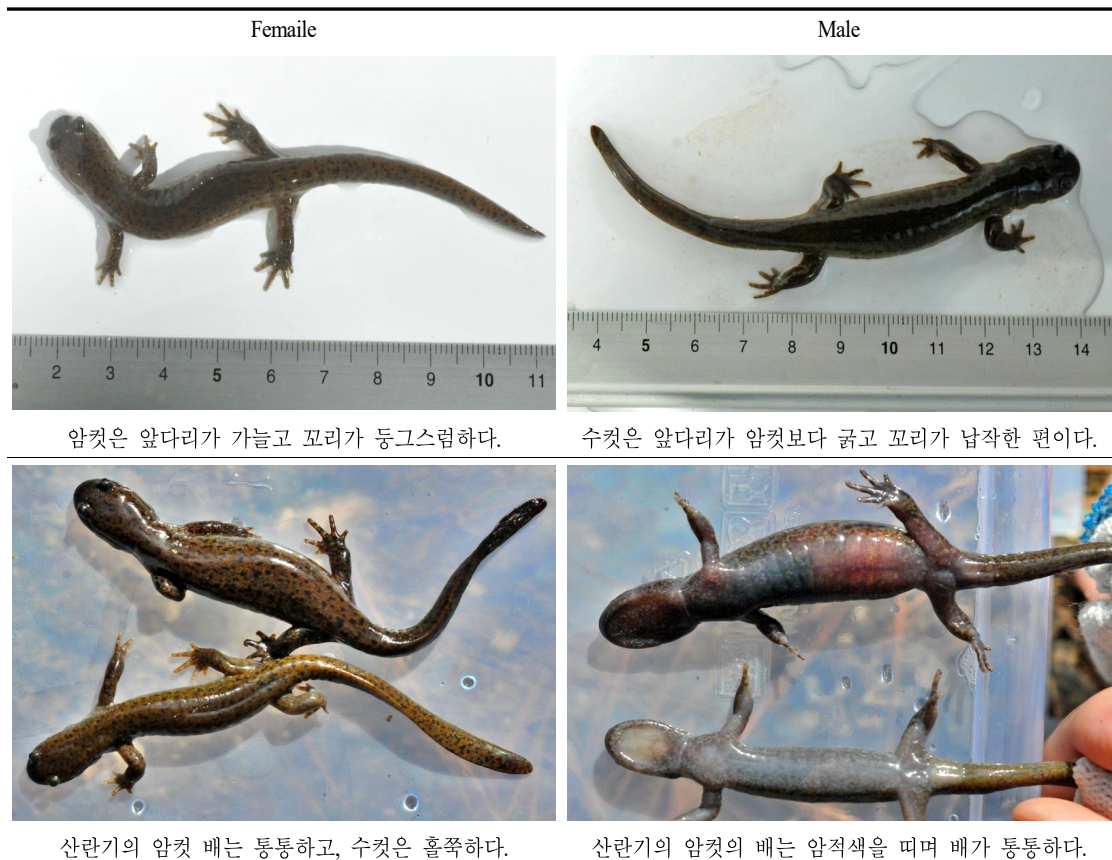 Femaile
Male
2 3 4 5 6 7 8 9 10 11
4 5 6 7 8 9 10 11 12 13 14
암컷은 앞다리가 가늘고 꼬리가 둥그스럼하다.
수컷은 앞다리가 암컷보다 굵고 꼬리가 납작한 편이다.
산란기의 암컷 배는 통통하고, 수컷은 홀쭉하다.
산란기의 암컷의 배는 암적색을 띠며 배가 통통하다.